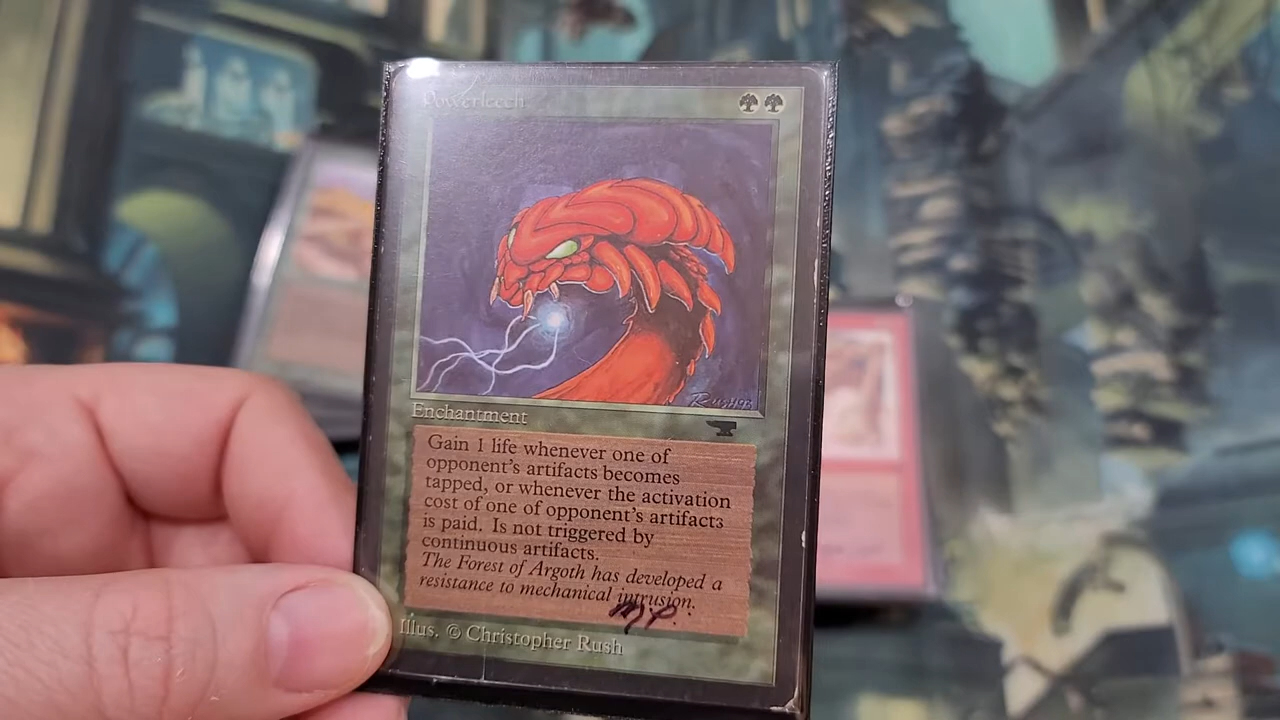 Powerleech
RUSH93
Enchantment
Gain 1 life whenever one of
opponent's artifacts becomes
tapped, or whenever the activation
cost of one of opponent's artifacts
is paid. Is not triggered by
continuous artifacts.
The Forest of Argoth has developed a
resistance to mechanical intrusion.
M.P.
Illus. © Christopher Rush